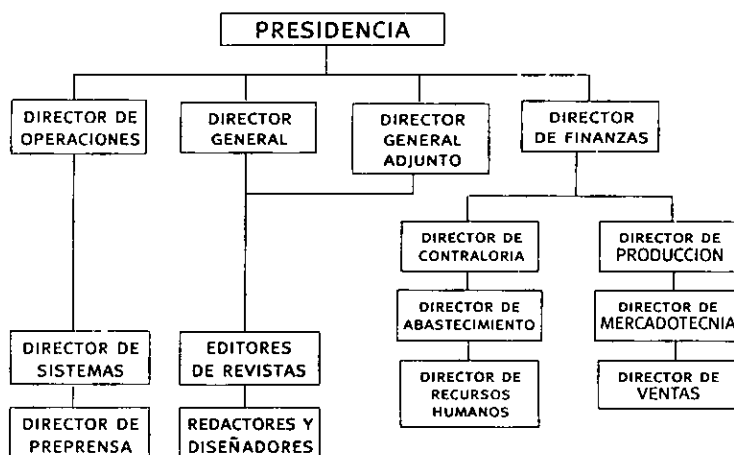 PRESIDENCIA
DIRECTOR DE
OPERACIONES
DIRECTOR
GENERAL
DIRECTOR
GENERAL
ADJUNTO
DIRECTOR
DE FINANZAS
DIRECTOR DE
CONTRALORIA
DIRECTOR DE
PRODUCCION
DIRECTOR DE
ABASTECIMIENTO
DIRECTOR DE
MERCADOTECNIA
DIRECTOR DE
SISTEMAS
EDITORES
DE REVISTAS
DIRECTOR DE
RECURSOS
HUMANOS
DIRECTOR DE
VENTAS
DIRECTOR DE
PREPRENSA
REDACTORES Y
DISEÑADORES